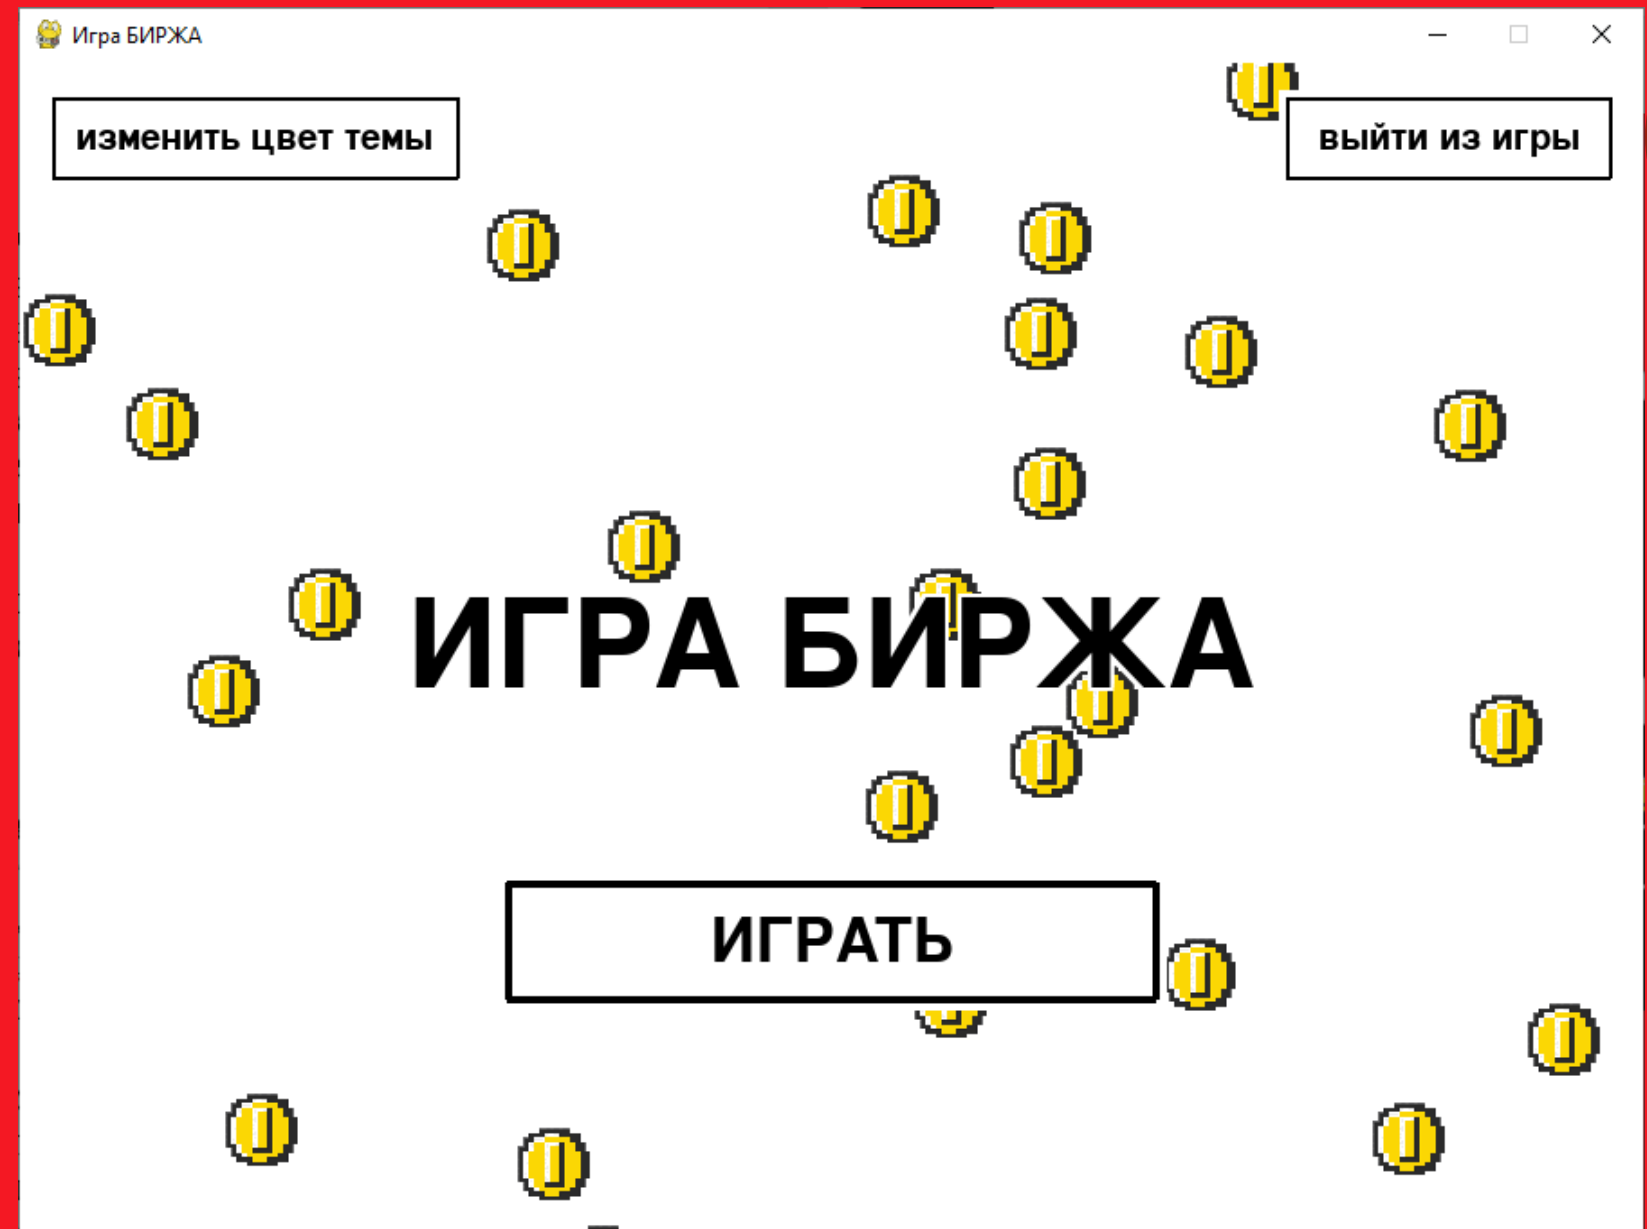 Игра БИРЖА
изменить цвет темы
выйти из игры
ИГРА БИРЖА
ИГРАТЬ